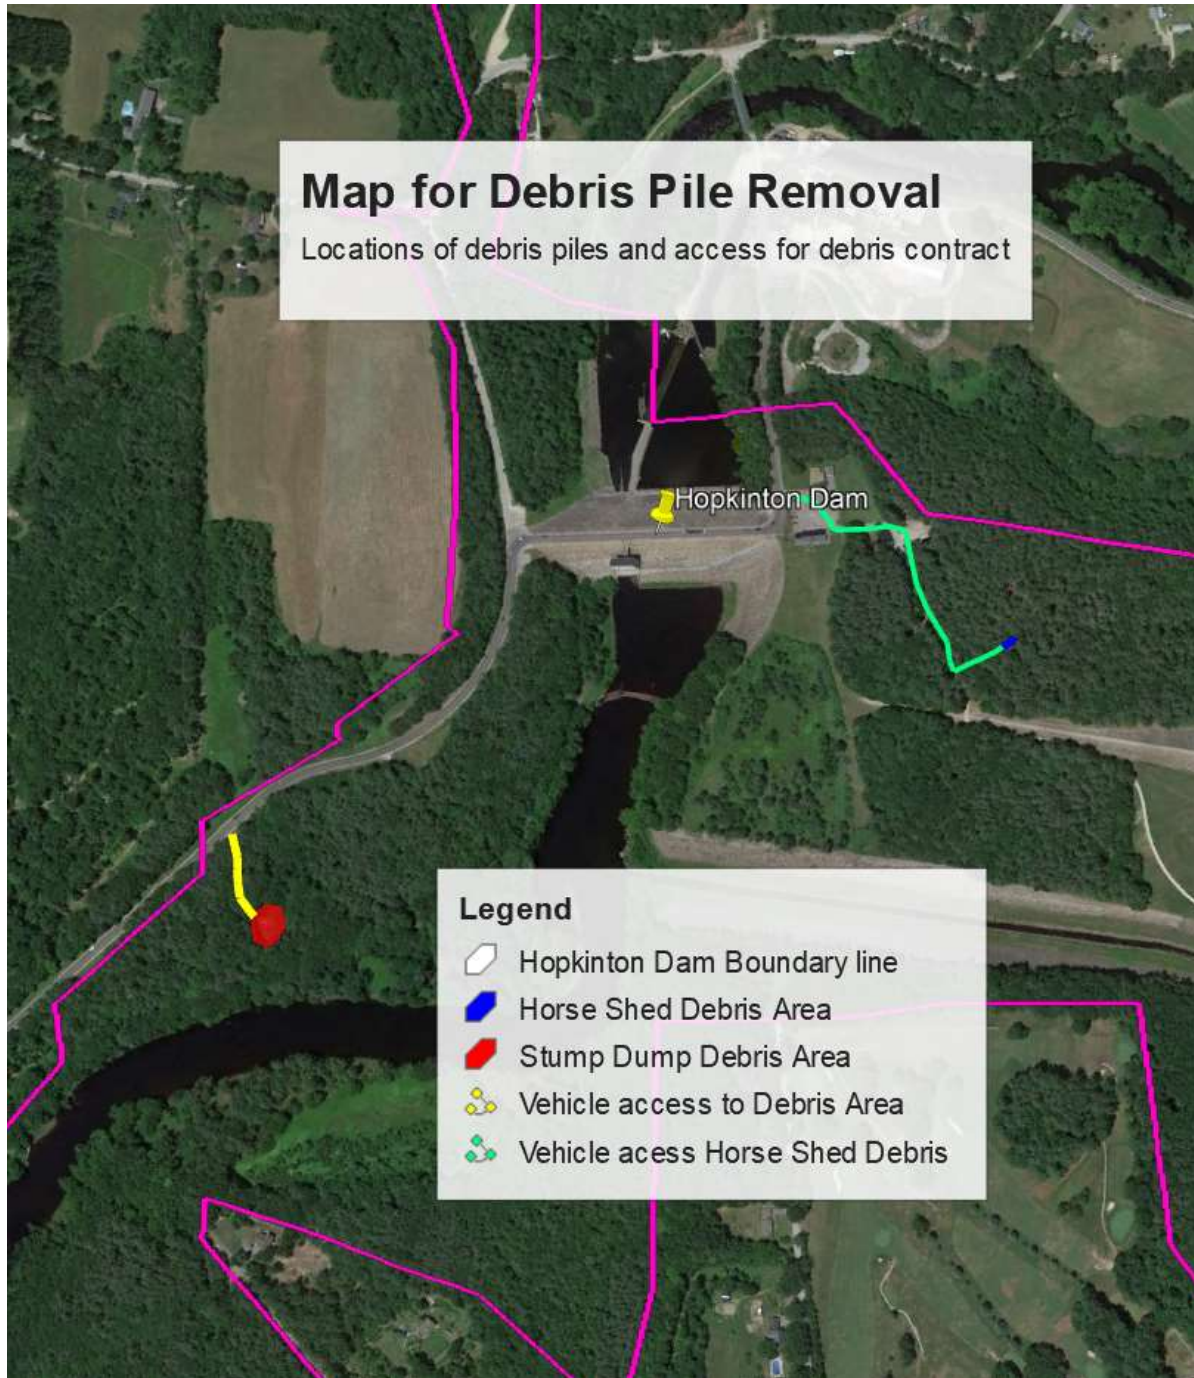 Map for Debris Pile Removal
Locations of debris piles and access for debris contract
Hopkinton Dam
Legend
Hopkinton Dam Boundary line
Horse Shed Debris Area
Stump Dump Debris Area
Vehicle access to Debris Area
Vehicle acess Horse Shed Debris